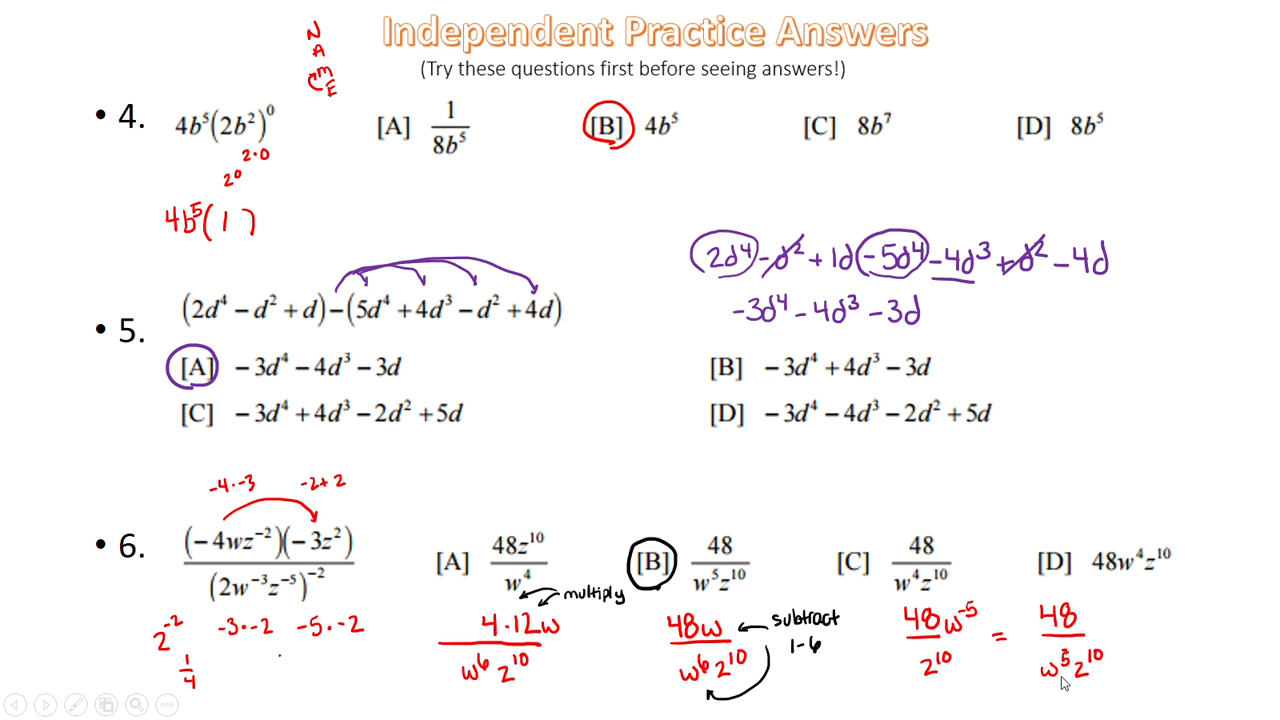 Independent Practice Answers
(Try these questions first before seeing answers!)
N
A
M
E
• 4. 4b⁵(2b²)⁰ [A] 1/8b⁵ [B] 4b⁵ [C] 8b⁷ [D] 8b⁵
2·0
2⁰
4b⁵(1)
2d⁴ - d² + 1d - 5d⁴ - 4d³ + d² - 4d
-3d⁴ - 4d³ - 3d
• 5. (2d⁴ − d² + d) − (5d⁴ + 4d³ − d² + 4d)
[A] − 3d⁴ − 4d³ − 3d [B] − 3d⁴ + 4d³ − 3d
[C] − 3d⁴ + 4d³ − 2d² + 5d [D] − 3d⁴ − 4d³ − 2d² + 5d
-4·-3 -2+2
• 6. (− 4wz⁻²)(− 3z²)/(2w⁻³z⁻⁵)⁻² [A] 48z¹⁰/w⁴ [B] 48/w⁵z¹⁰ [C] 48/w⁴z¹⁰ [D] 48w⁴z¹⁰
multiply
2⁻² -3·-2 -5·-2
1/4
4·12w/w⁶z¹⁰
48w/w⁶z¹⁰
subtract
1-6
48w⁻⁵/z¹⁰ = 48/w⁵z¹⁰